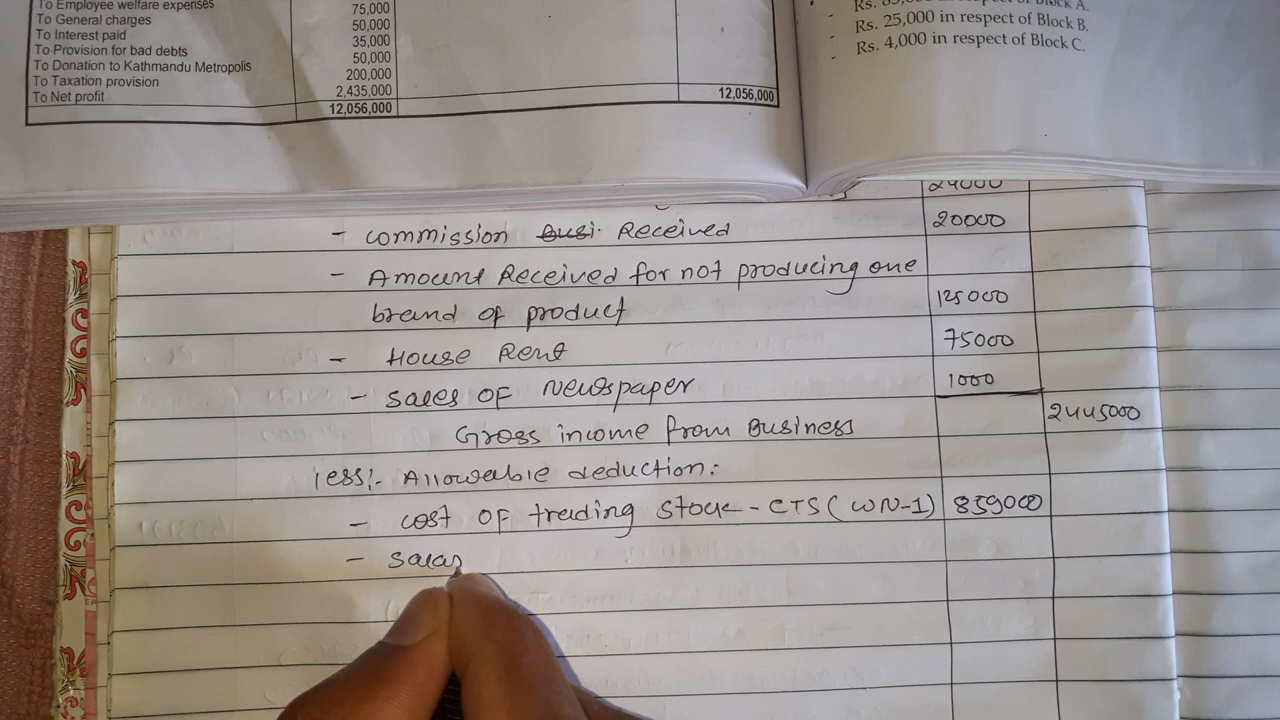 To Employee welfare expenses 75,000
To General charges 50,000
To Interest paid 35,000
To Provision for bad debts 50,000
To Donation to Kathmandu Metropolis 200,000
To Taxation provision 2,435,000
To Net profit 12,056,000 12,056,000
Rs. in respect of Block A.
- Rs. 25,000 in respect of Block B.
- Rs. 4,000 in respect of Block C.
24000
- commission Busi. Received 20000
- Amount Received for not producing one
brand of product 125000
- House Rent 75000
- sales OF Newspaper 1000
Gross income from Business 2445000
less:- Allowable deduction:
- cost OF trading stock - CTS (WN-1) 859000
- Salar